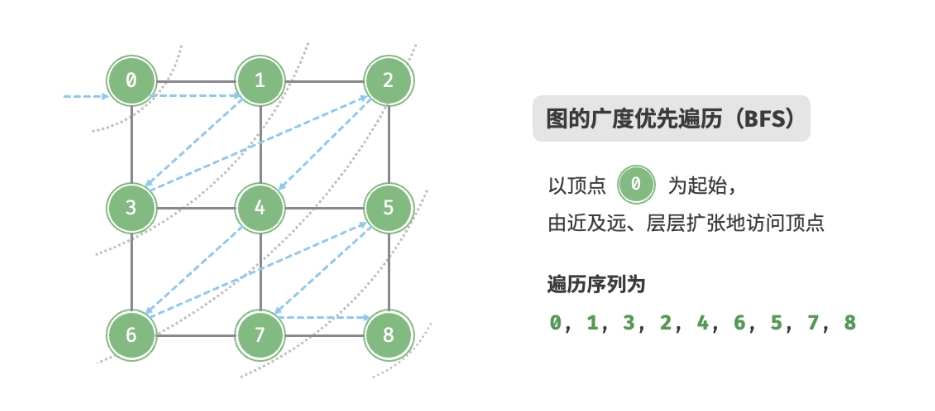 0 1 2
3 4 5
6 7 8
图的广度优先遍历（BFS）
以顶点 0 为起始，
由近及远、层层扩张地访问顶点
遍历序列为
0, 1, 3, 2, 4, 6, 5, 7, 8